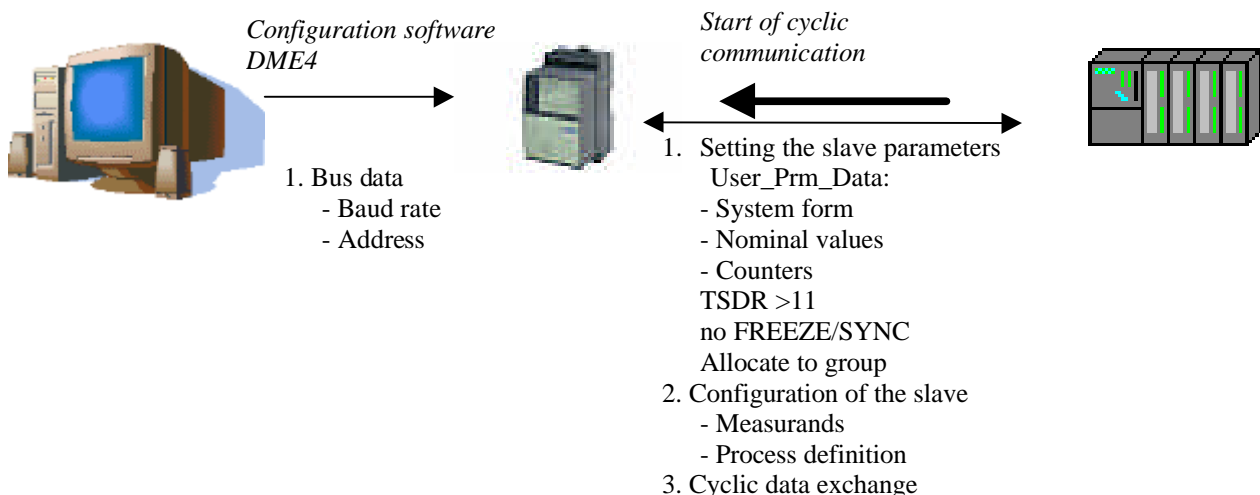 Configuration software
DME4
1. Bus data
- Baud rate
- Address
Start of cyclic
communication
1. Setting the slave parameters
User_Prm_Data:
- System form
- Nominal values
- Counters
TSDR >11
no FREEZE/SYNC
Allocate to group
2. Configuration of the slave
- Measurands
- Process definition
3. Cyclic data exchange